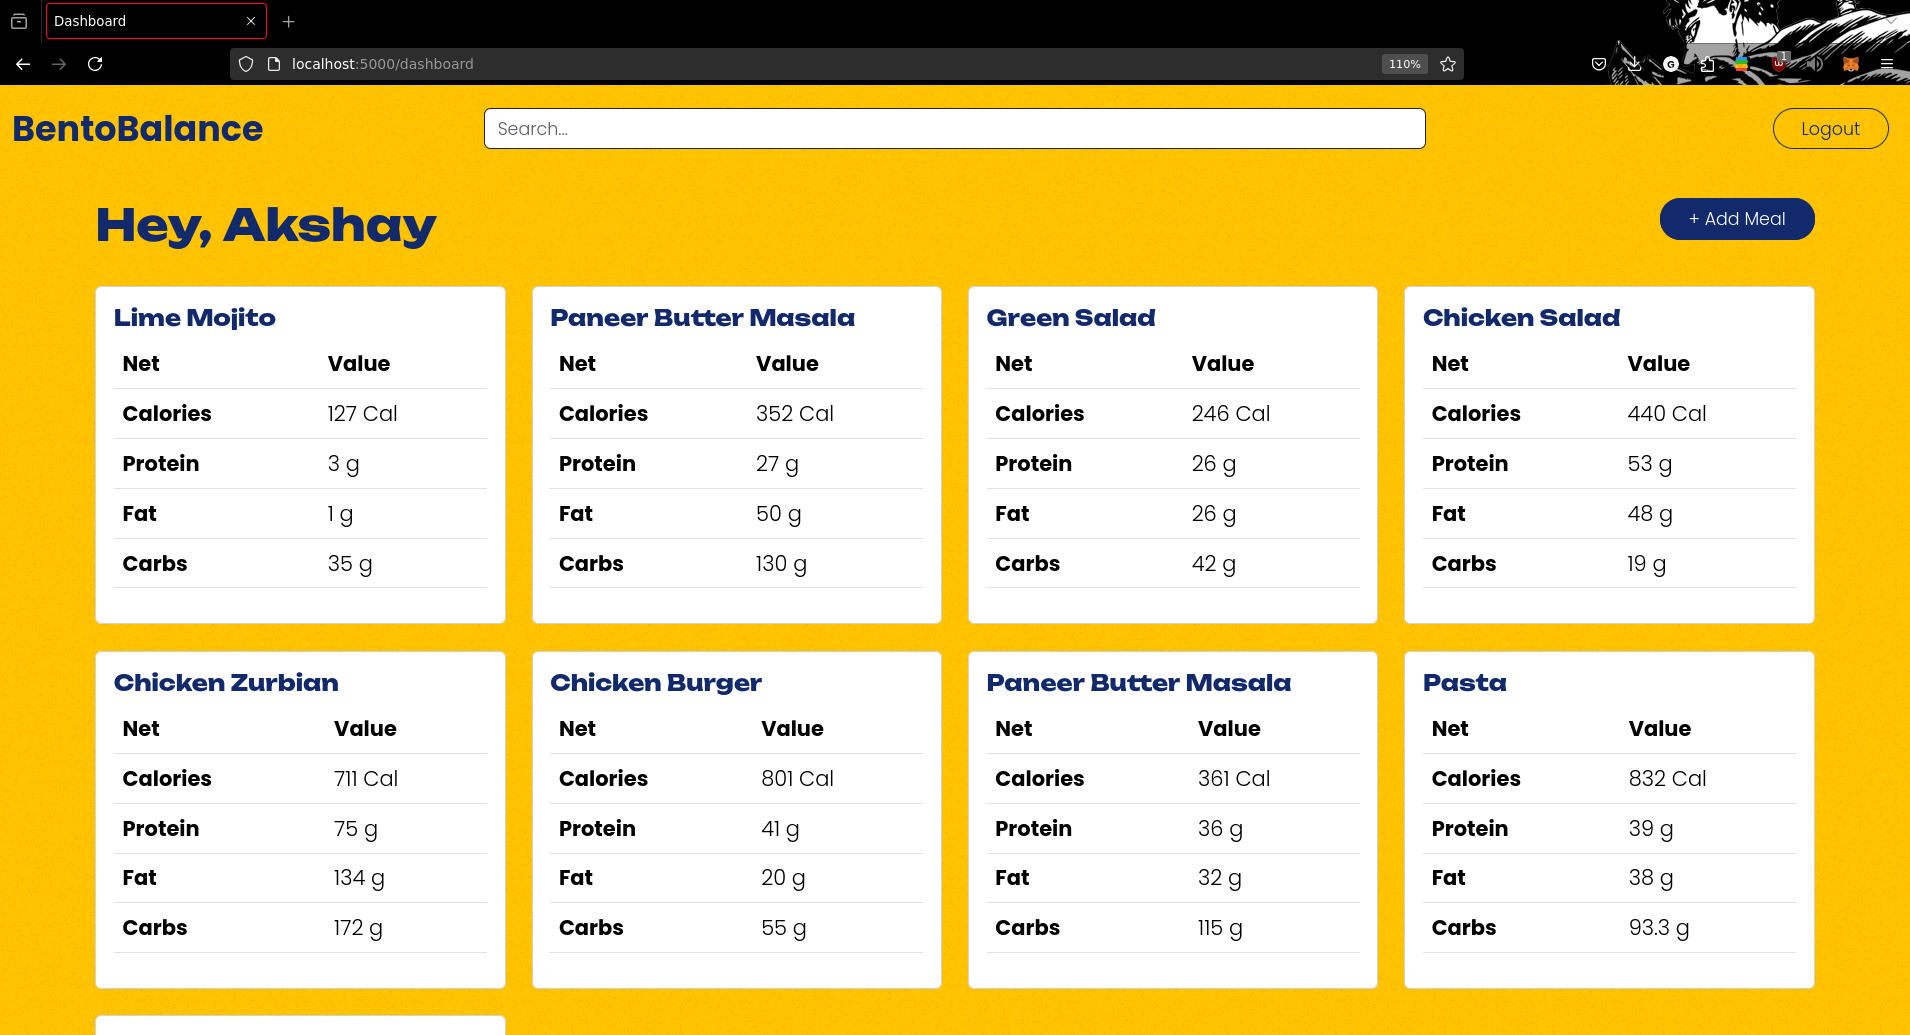 Dashboard
localhost:5000/dashboard
110%
G
1
BentoBalance
Search...
Logout
Hey, Akshay
+ Add Meal
Lime Mojito
Net Value
Calories 127 Cal
Protein 3 g
Fat 1 g
Carbs 35 g
Paneer Butter Masala
Net Value
Calories 352 Cal
Protein 27 g
Fat 50 g
Carbs 130 g
Green Salad
Net Value
Calories 246 Cal
Protein 26 g
Fat 26 g
Carbs 42 g
Chicken Salad
Net Value
Calories 440 Cal
Protein 53 g
Fat 48 g
Carbs 19 g
Chicken Zurbian
Net Value
Calories 711 Cal
Protein 75 g
Fat 134 g
Carbs 172 g
Chicken Burger
Net Value
Calories 801 Cal
Protein 41 g
Fat 20 g
Carbs 55 g
Paneer Butter Masala
Net Value
Calories 361 Cal
Protein 36 g
Fat 32 g
Carbs 115 g
Pasta
Net Value
Calories 832 Cal
Protein 39 g
Fat 38 g
Carbs 93.3 g